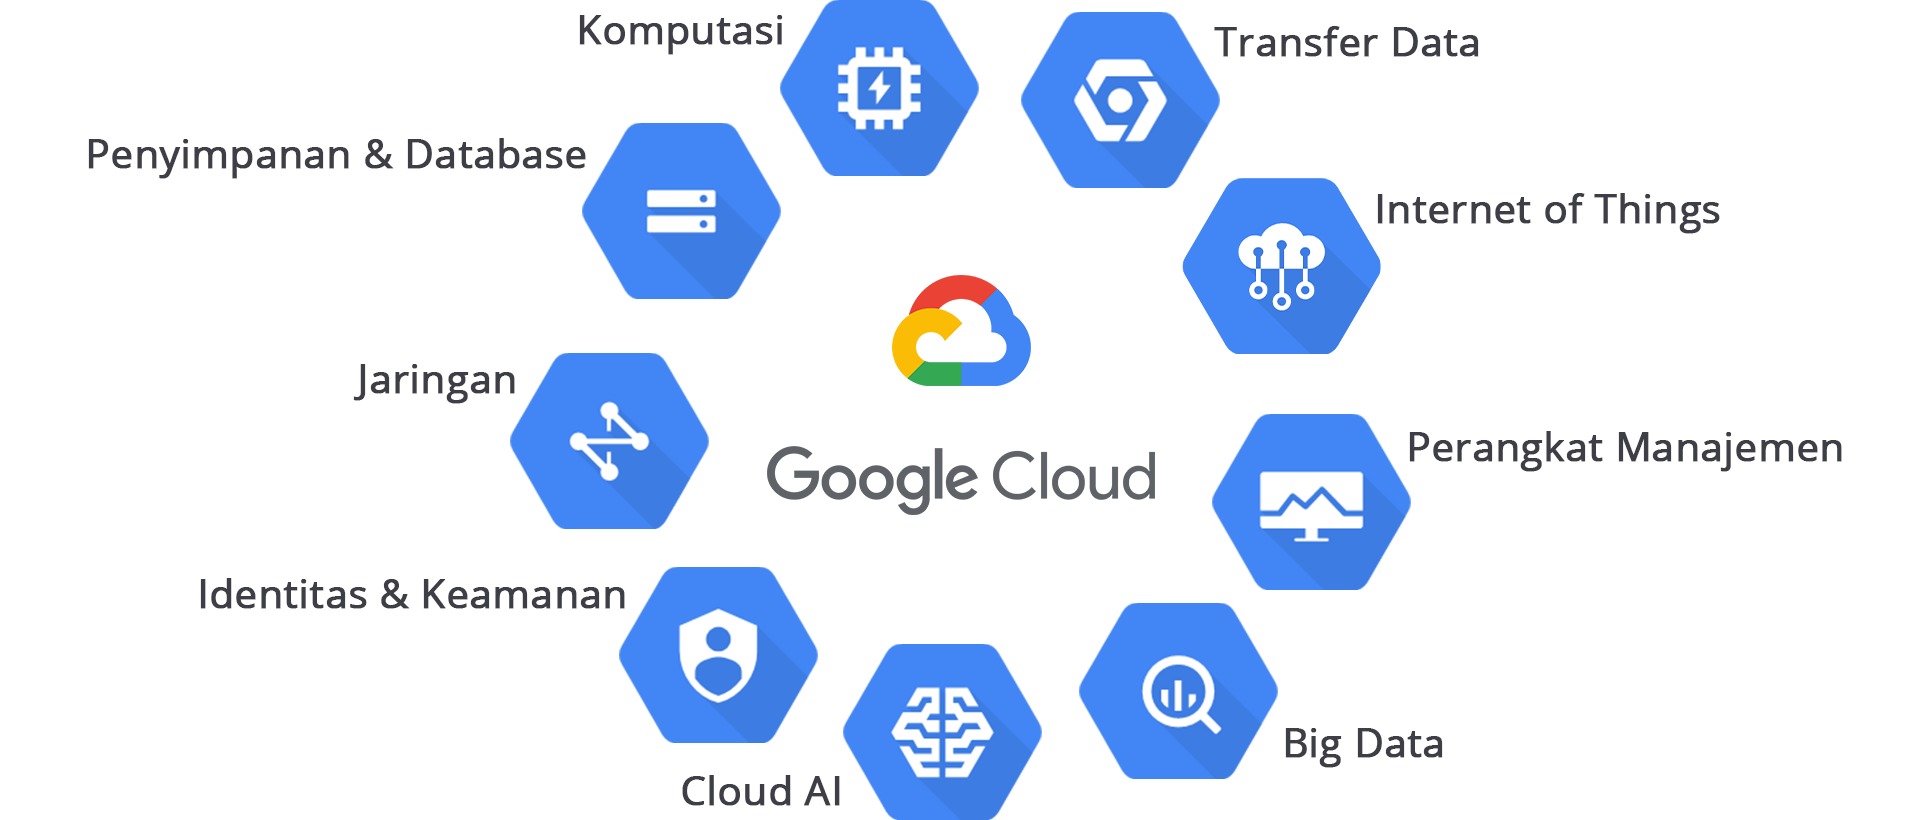 Komputasi
Transfer Data
Penyimpanan & Database
Internet of Things
Jaringan
Google Cloud
Perangkat Manajemen
Identitas & Keamanan
Big Data
Cloud AI